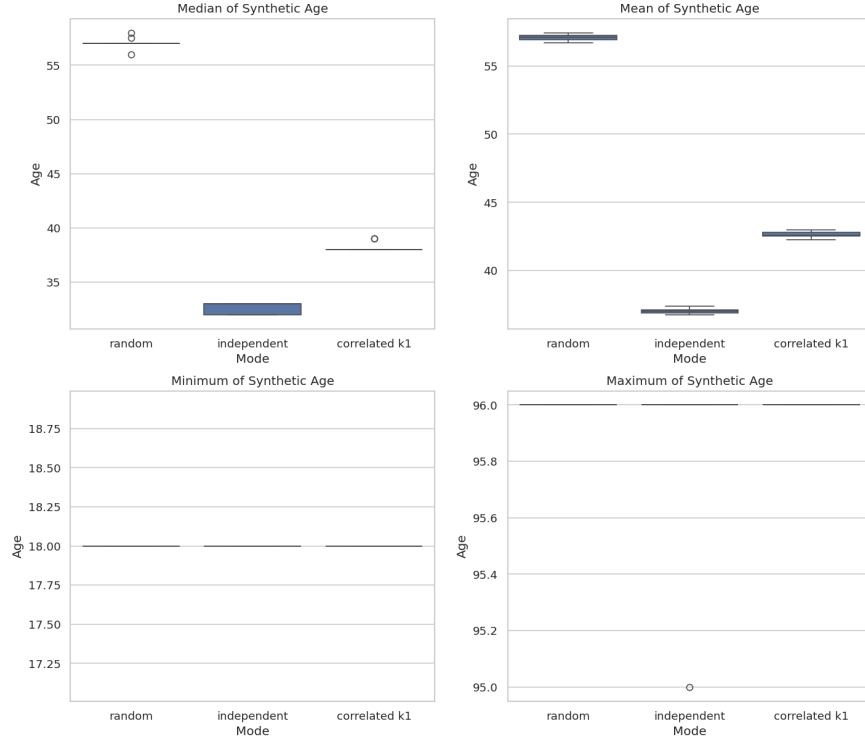 Median of Synthetic Age
55
50
45
40
35
Age
random
independent
correlated k1
Mode
Mean of Synthetic Age
55
50
45
40
Age
random
independent
correlated k1
Mode
Minimum of Synthetic Age
18.75
18.50
18.25
18.00
17.75
17.50
17.25
Age
random
independent
correlated k1
Mode
Maximum of Synthetic Age
96.0
95.8
95.6
95.4
95.2
95.0
Age
random
independent
correlated k1
Mode